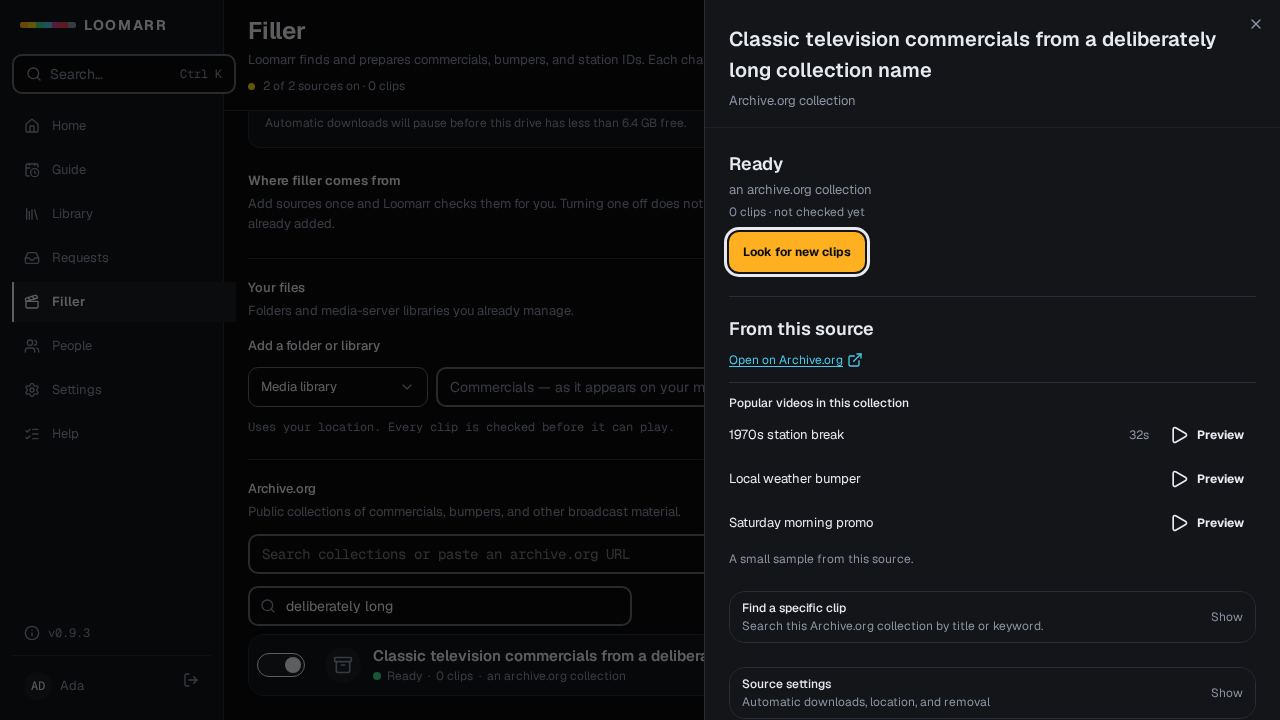 LOOMARR
Search...
Ctrl K
Home
Guide
Library
Requests
Filler
People
Settings
Help
v0.9.3
AD
Ada
Filler
Loomarr finds and prepares commercials, bumpers, and station IDs. Each cha
2 of 2 sources on · 0 clips
Automatic downloads will pause before this drive has less than 6.4 GB free.
Where filler comes from
Add sources once and Loomarr checks them for you. Turning one off does not
already added.
Your files
Folders and media-server libraries you already manage.
Add a folder or library
Media library
Commercials — as it appears on your m
Uses your location. Every clip is checked before it can play.
Archive.org
Public collections of commercials, bumpers, and other broadcast material.
Search collections or paste an archive.org URL
deliberately long
Classic television commercials from a delibera
Ready · 0 clips · an archive.org collection
Classic television commercials from a deliberately
long collection name
Archive.org collection
Ready
an archive.org collection
0 clips · not checked yet
Look for new clips
From this source
Open on Archive.org
Popular videos in this collection
1970s station break
32s
Preview
Local weather bumper
Preview
Saturday morning promo
Preview
A small sample from this source.
Find a specific clip
Search this Archive.org collection by title or keyword.
Show
Source settings
Automatic downloads, location, and removal
Show